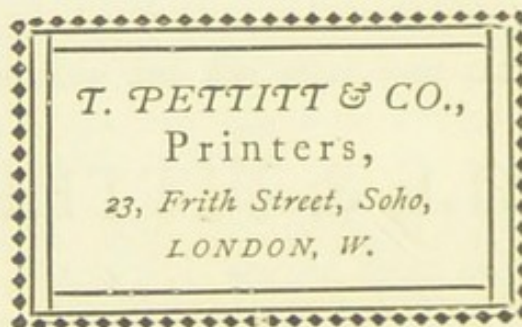 T. PETTITT & CO.,
Printers,
23, Frith Street, Soho,
LONDON, W.